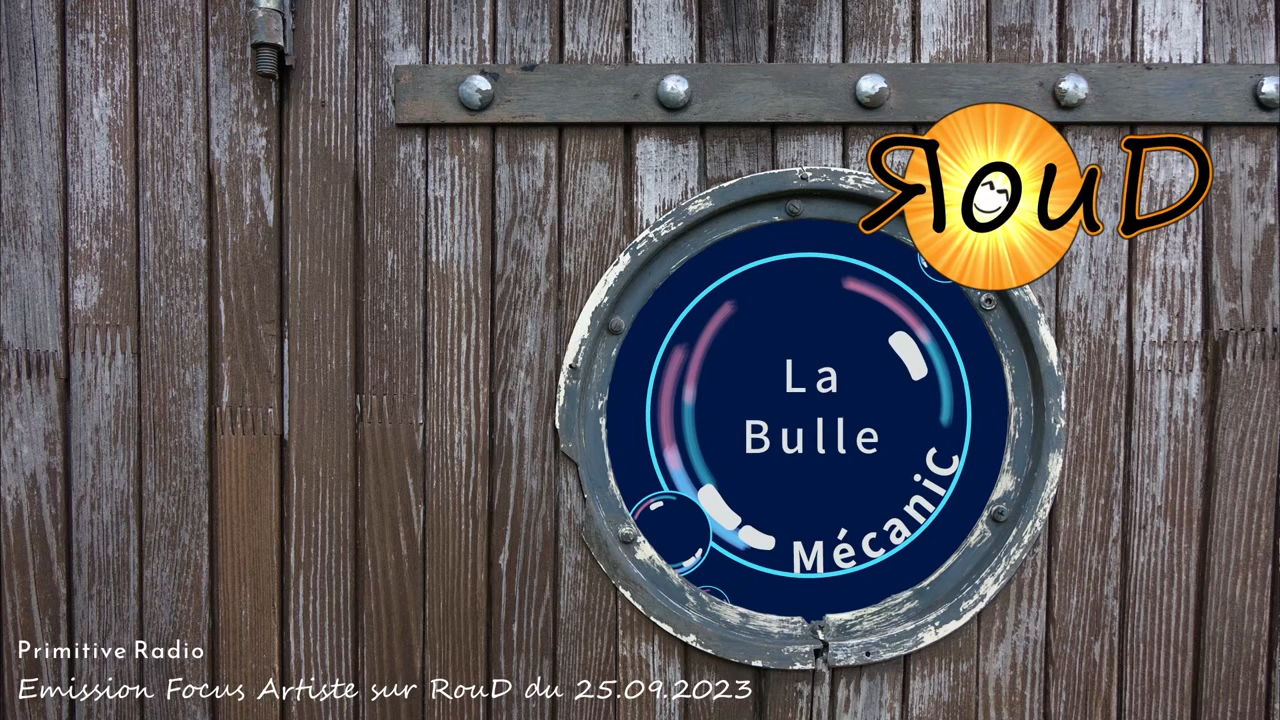 RouD
La
Bulle
MécaniC
Primitive Radio
Emission Focus Artiste sur RouD du 25.09.2023